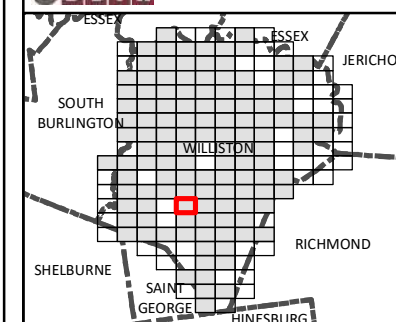 ESSEX
ESSEX
JERICHO
SOUTH
BURLINGTON
WILLISTON
RICHMOND
SHELBURNE
SAINT
GEORGE
HINESBURG